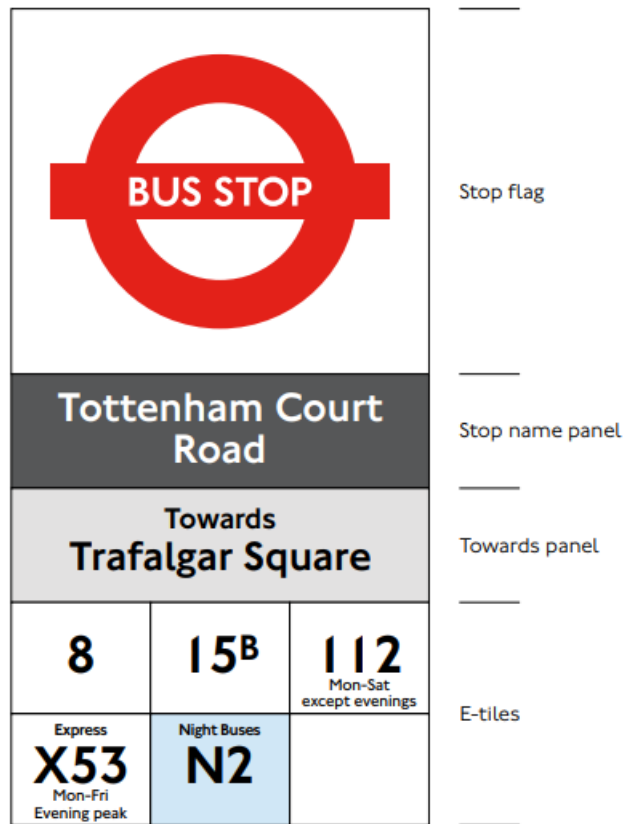 BUS STOP
Stop flag
Tottenham Court
Road
Stop name panel
Towards
Trafalgar Square
Towards panel
8
15B
112
Mon-Sat
except evenings
E-tiles
Express
X53
Mon-Fri
Evening peak
Night Buses
N2